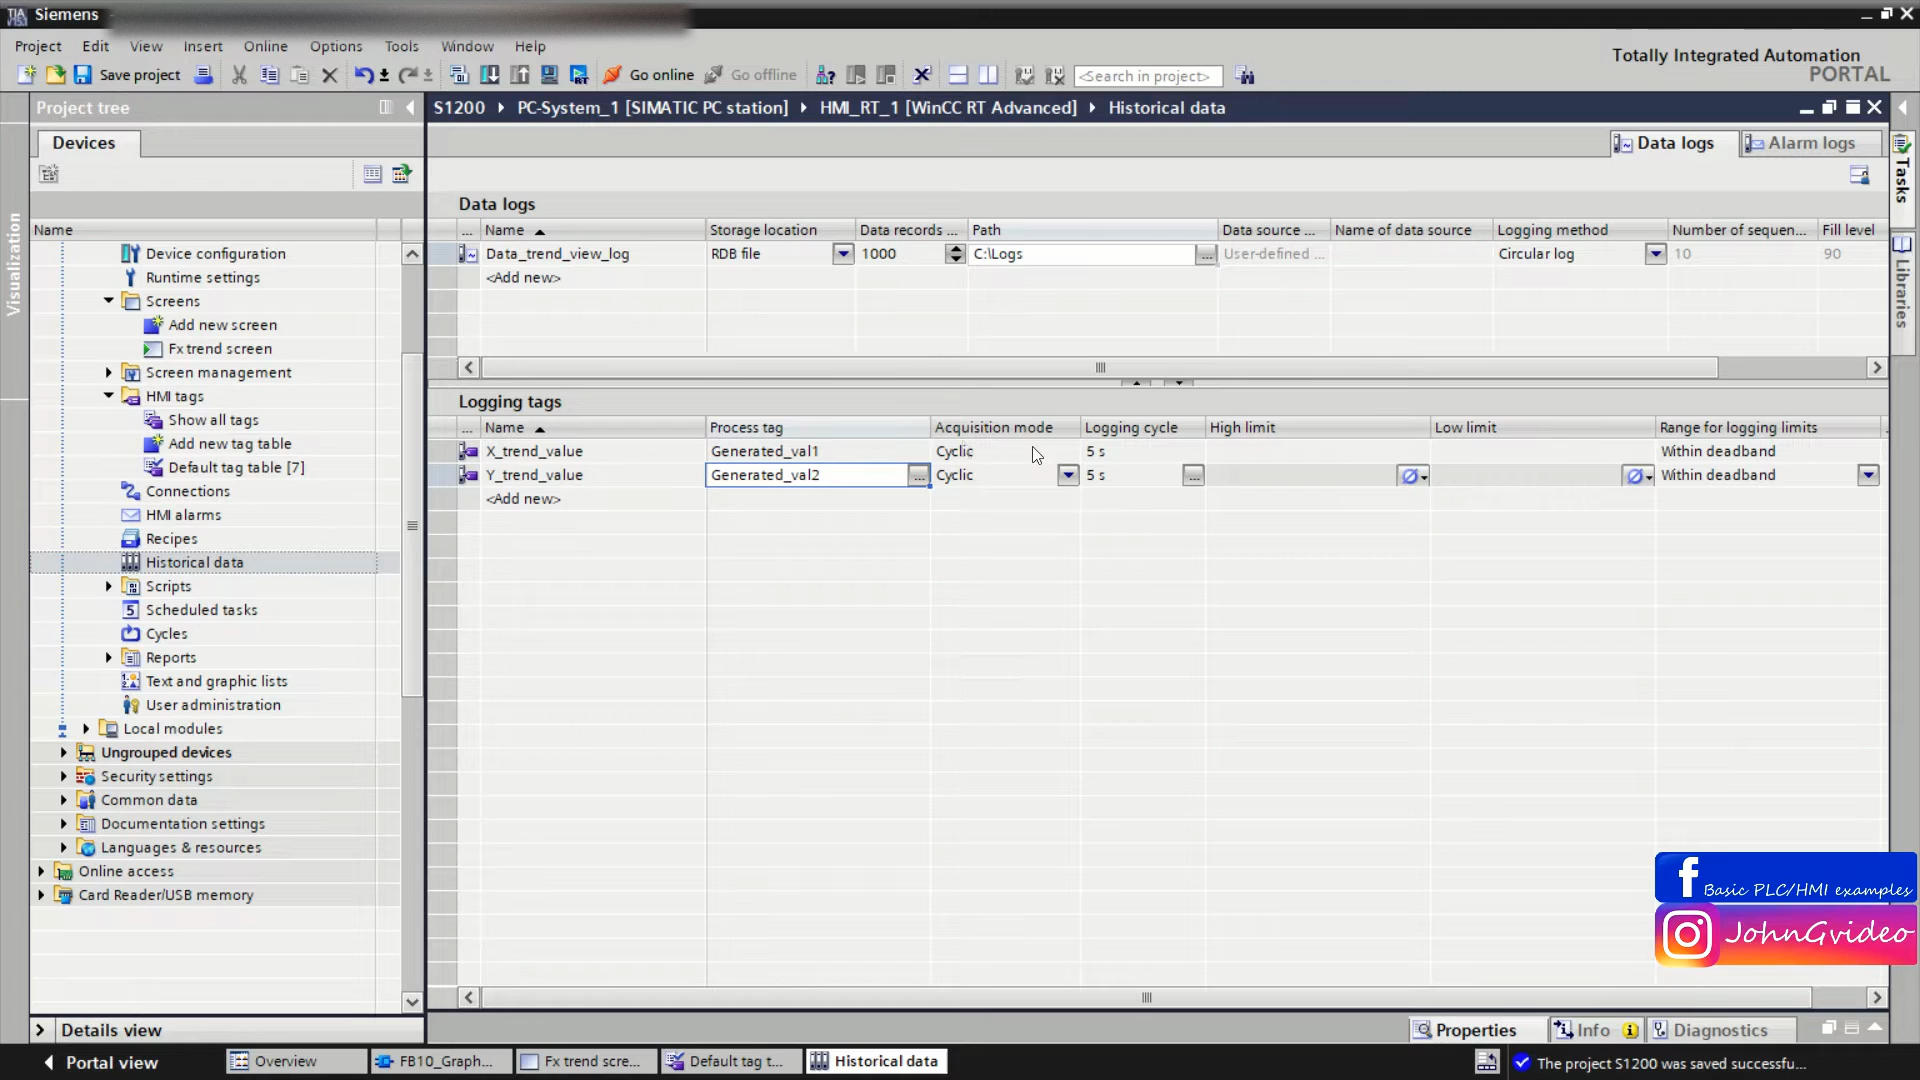 Siemens
Project Edit View Insert Online Options Tools Window Help
Totally Integrated Automation
PORTAL
Save project Go online Go offline <Search in project>
Project tree
S1200 PC-System_1 [SIMATIC PC station] HMI_RT_1 [WinCC RT Advanced] Historical data
Devices
Data logs Alarm logs
Visualization
Tasks
Libraries
Name
Device configuration
Runtime settings
Screens
Add new screen
Fx trend screen
Screen management
HMI tags
Show all tags
Add new tag table
Default tag table [7]
Connections
HMI alarms
Recipes
Historical data
Scripts
Scheduled tasks
Cycles
Reports
Text and graphic lists
User administration
Local modules
Ungrouped devices
Security settings
Common data
Documentation settings
Languages & resources
Online access
Card Reader/USB memory
Details view
Data logs
... Name Storage location Data records ... Path Data source ... Name of data source Logging method Number of sequen... Fill level
Data_trend_view_log RDB file 1000 C:\Logs ... User-defined ... Circular log 10 90
<Add new>
Logging tags
... Name Process tag Acquisition mode Logging cycle High limit Low limit Range for logging limits
X_trend_value Generated_val1 Cyclic 5 s Within deadband
Y_trend_value Generated_val2 ... Cyclic 5 s ... Within deadband
<Add new>
Basic PLC/HMI examples
JohnGvideo
Properties Info Diagnostics
Portal view Overview FB10_Graph... Fx trend scre... Default tag t... Historical data The project S1200 was saved successfu...